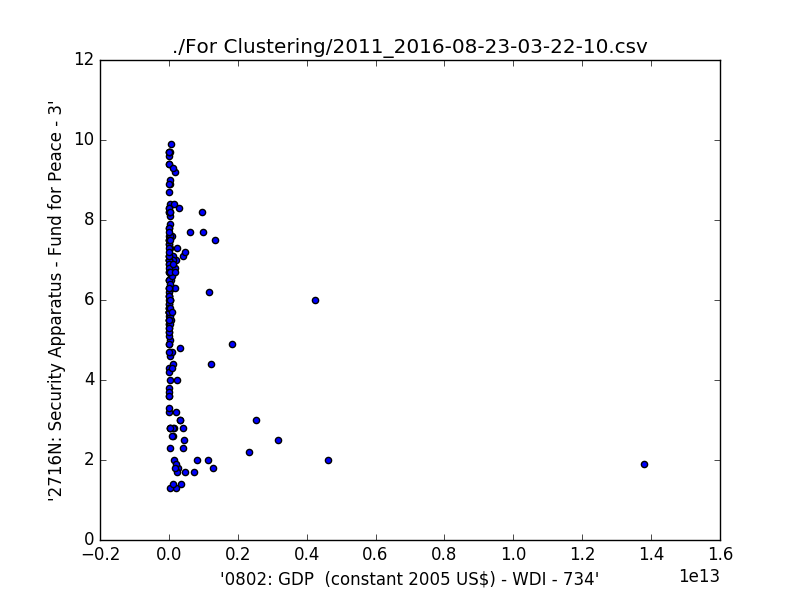 ./For Clustering/2011_2016-08-23-03-22-10.csv
12
10
8
6
4
2
0
'2716N: Security Apparatus - Fund for Peace - 3'
−0.2 0.0 0.2 0.4 0.6 0.8 1.0 1.2 1.4 1.6
1e13
'0802: GDP  (constant 2005 US$) - WDI - 734'